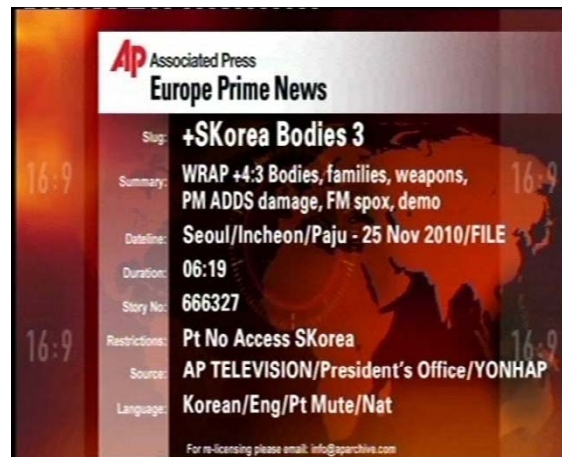 AP Associated Press
Europe Prime News
Slug: +SKorea Bodies 3
16:9 16:9
Summary: WRAP +4:3 Bodies, families, weapons,
PM ADDS damage, FM spox, demo
Dateline: Seoul/Incheon/Paju - 25 Nov 2010/FILE
Duration: 06:19
Story No: 666327
16:9 16:9
Restrictions: Pt No Access SKorea
Source: AP TELEVISION/President's Office/YONHAP
Language: Korean/Eng/Pt Mute/Nat
For re-licensing please email: info@aparchive.com